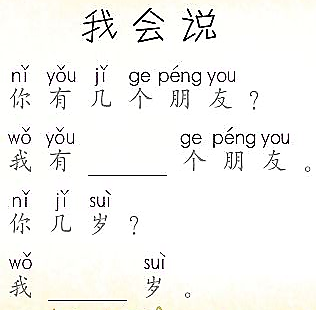 我会说
nǐ yǒu jǐ ge péng you
你有几个朋友？
wǒ yǒu ge péng you
我有______个朋友。
nǐ jǐ suì
你几岁？
wǒ suì
我______岁。